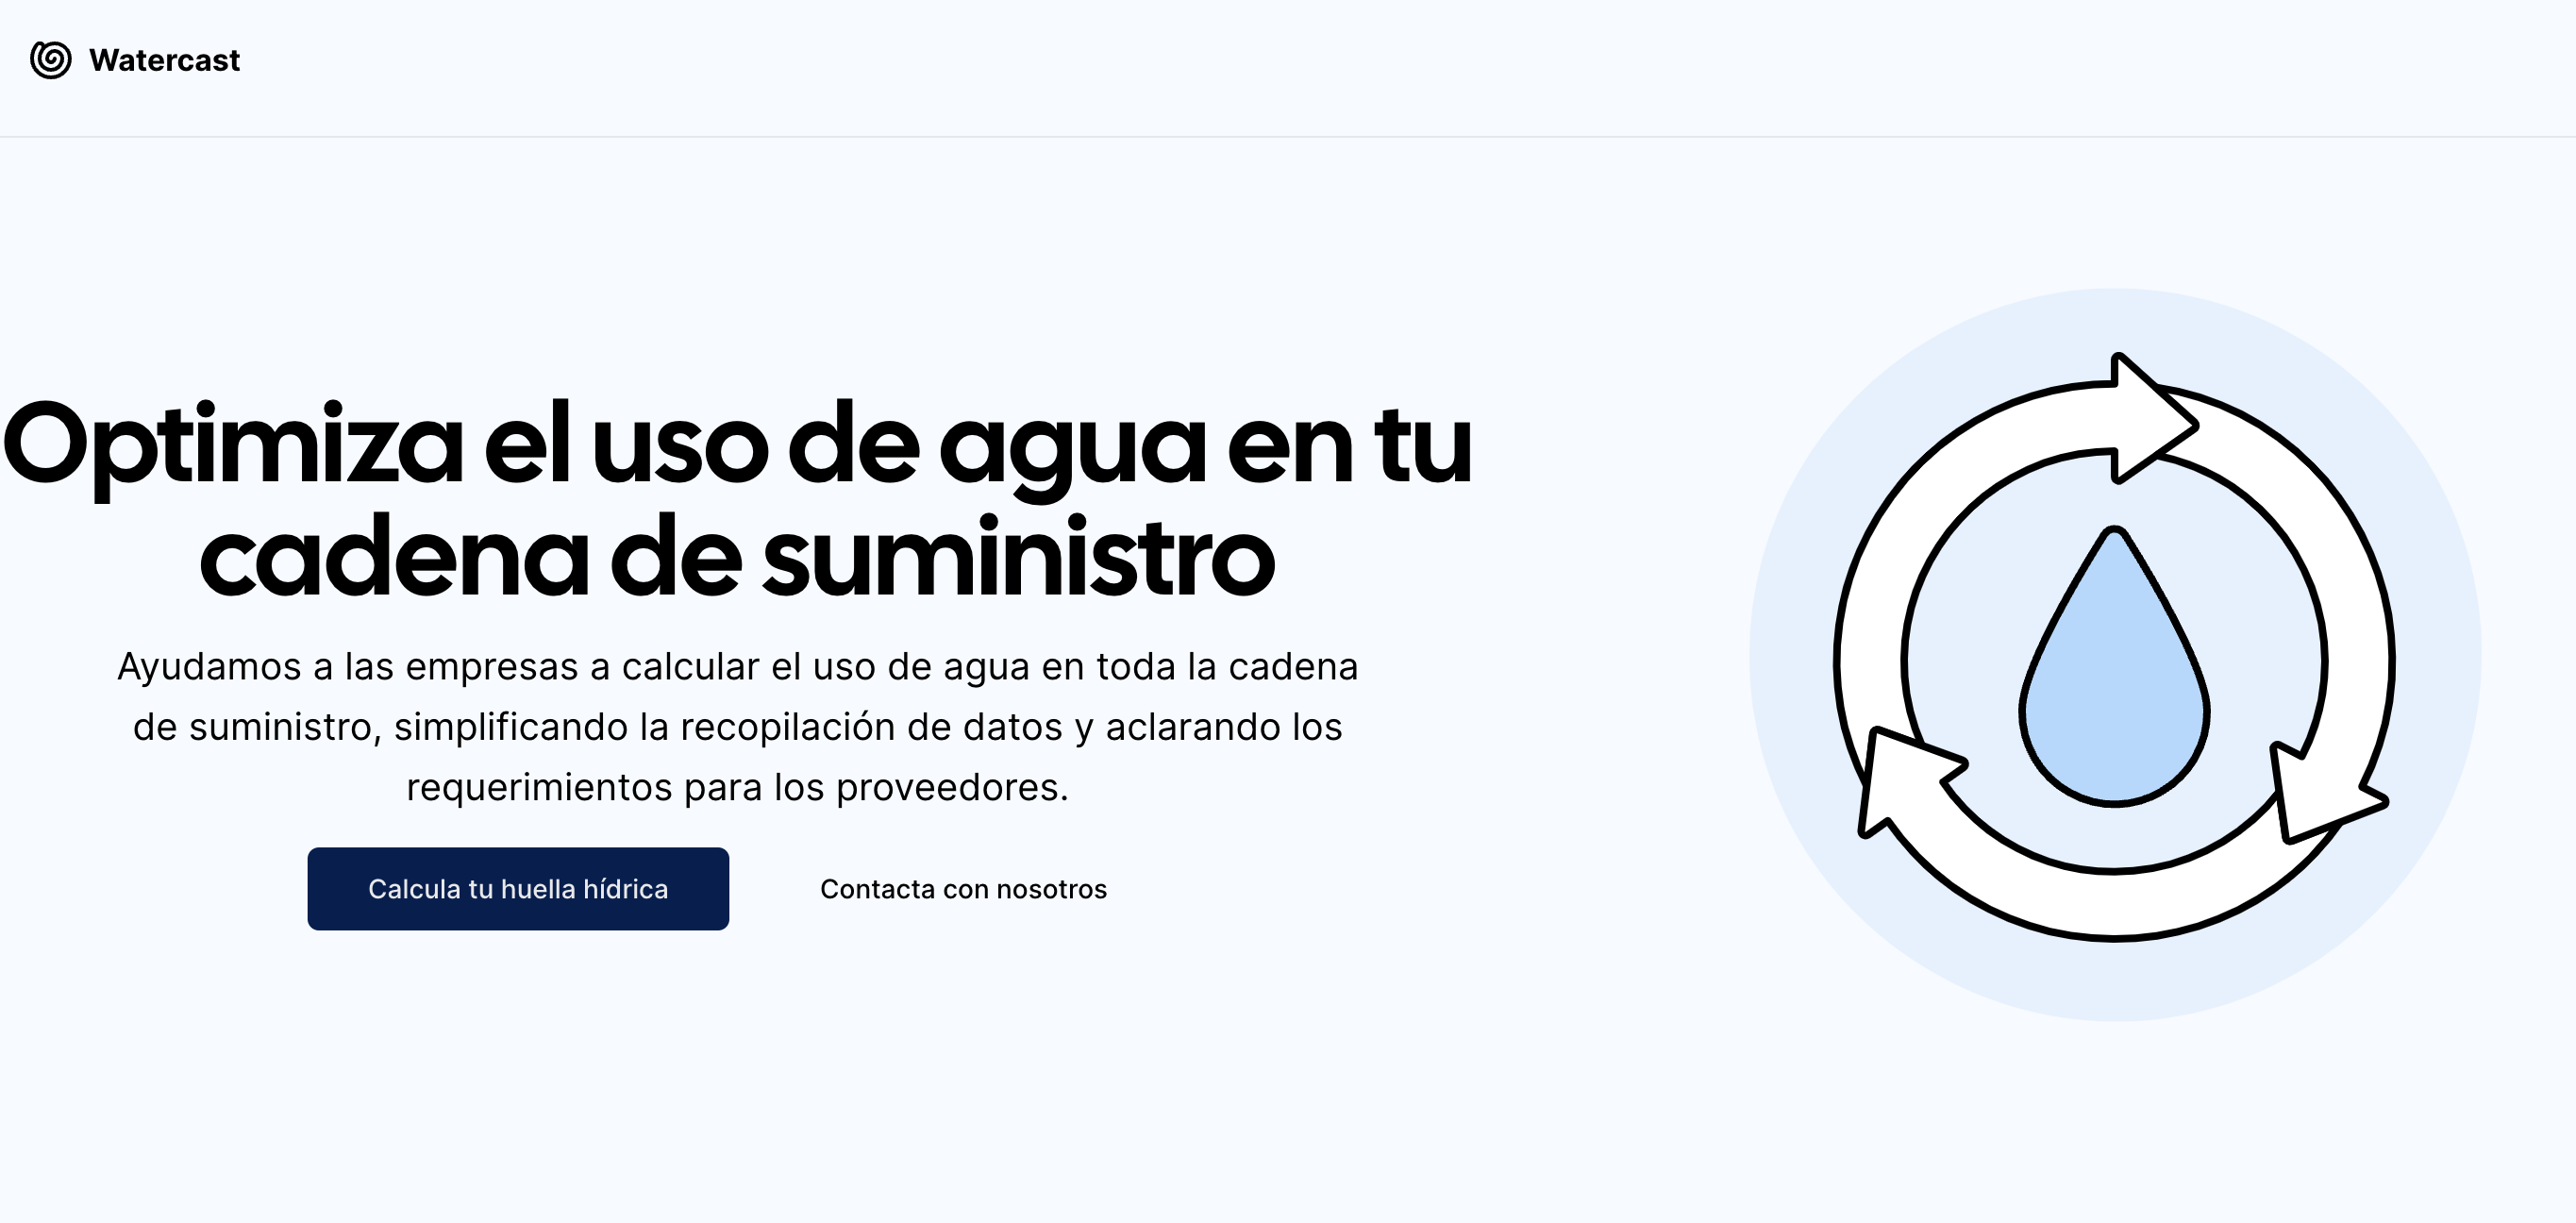 Watercast
Optimiza el uso de agua en tu
cadena de suministro
Ayudamos a las empresas a calcular el uso de agua en toda la cadena
de suministro, simplificando la recopilación de datos y aclarando los
requerimientos para los proveedores.
Calcula tu huella hídrica
Contacta con nosotros